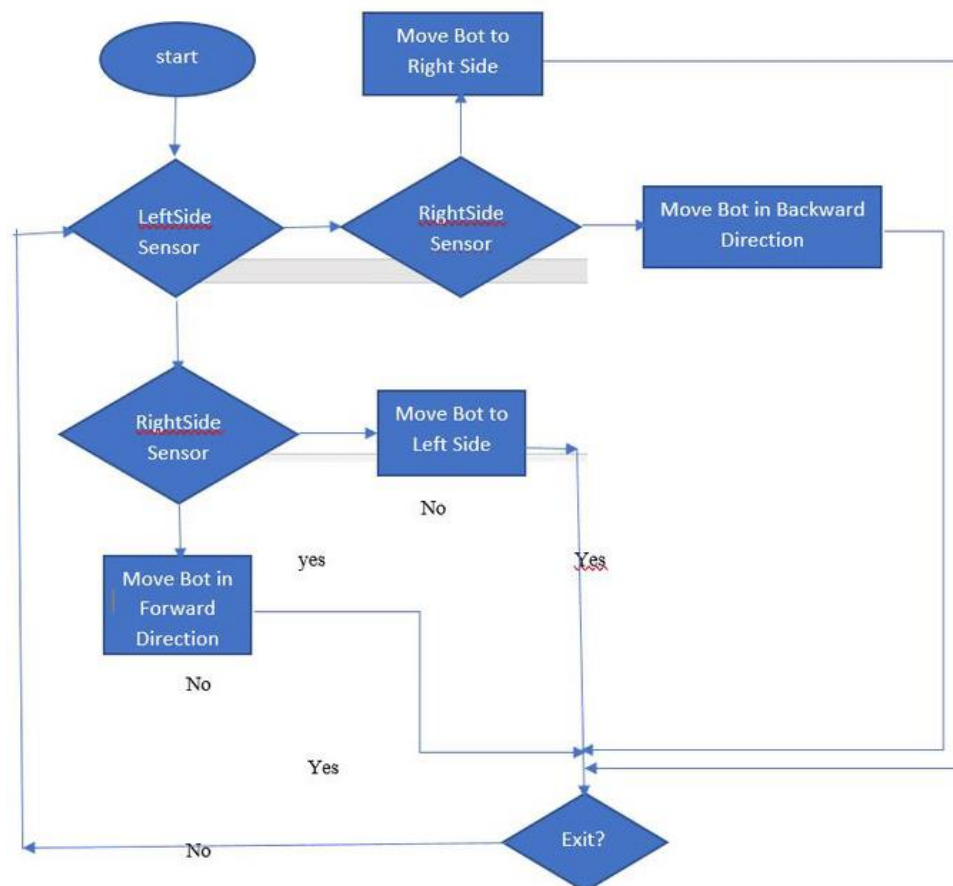 start
Move Bot to
Right Side
LeftSide
Sensor
RightSide
Sensor
Move Bot in Backward
Direction
RightSide
Sensor
Move Bot to
Left Side
No
yes
Yes
Move Bot in
Forward
Direction
No
Yes
Exit?
No